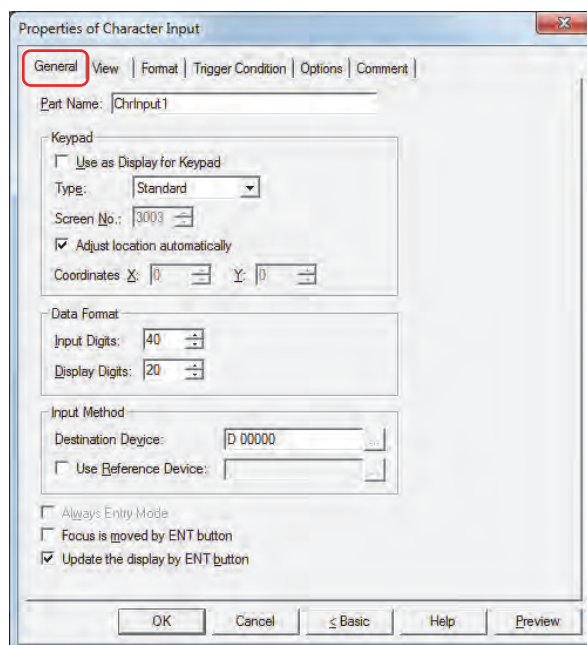 Properties of Character Input
General View Format Trigger Condition Options Comment
Part Name: ChrInput1
Keypad
Use as Display for Keypad
Type: Standard
Screen No.: 3003
Adjust location automatically
Coordinates X: 0 Y: 0
Data Format
Input Digits: 40
Display Digits: 20
Input Method
Destination Device: D 00000 ...
Use Reference Device: ...
Always Entry Mode
Focus is moved by ENT button
Update the display by ENT button
OK Cancel < Basic Help Preview